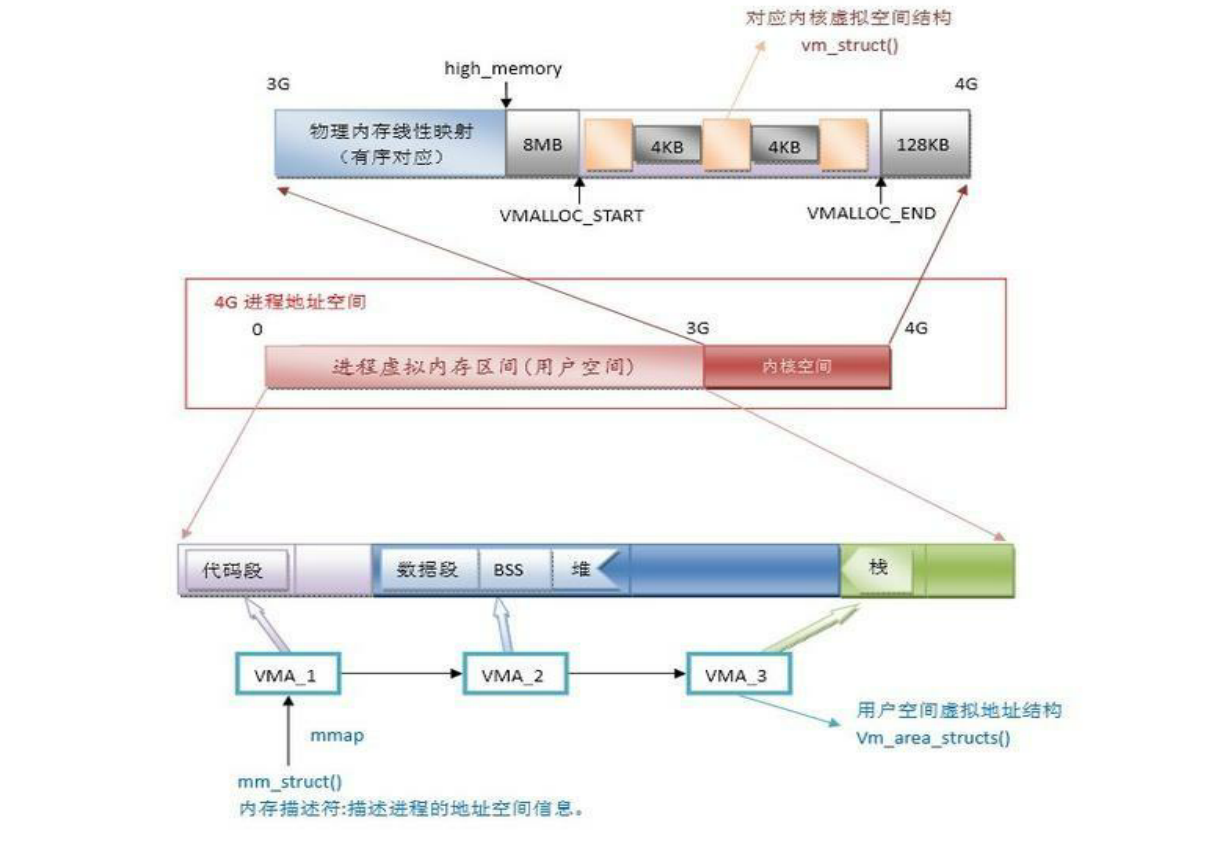 对应内核虚拟空间结构
vm_struct()
3G
high_memory
4G
物理内存线性映射
（有序对应）
8MB
4KB
4KB
128KB
VMALLOC_START
VMALLOC_END
4G 进程地址空间
0
3G
4G
进程虚拟内存区间(用户空间)
内核空间
代码段
数据段
BSS
堆
栈
VMA_1
VMA_2
VMA_3
mmap
用户空间虚拟地址结构
Vm_area_structs()
mm_struct()
内存描述符:描述进程的地址空间信息。